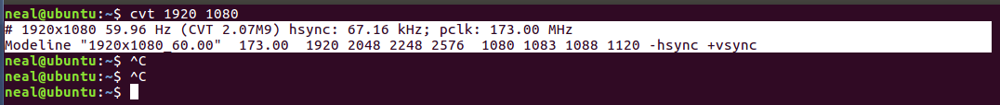 neal@ubuntu:~$ cvt 1920 1080
# 1920x1080 59.96 Hz (CVT 2.07M9) hsync: 67.16 kHz; pclk: 173.00 MHz
Modeline "1920x1080_60.00"  173.00  1920 2048 2248 2576  1080 1083 1088 1120 -hsync +vsync
neal@ubuntu:~$ ^C
neal@ubuntu:~$ ^C
neal@ubuntu:~$